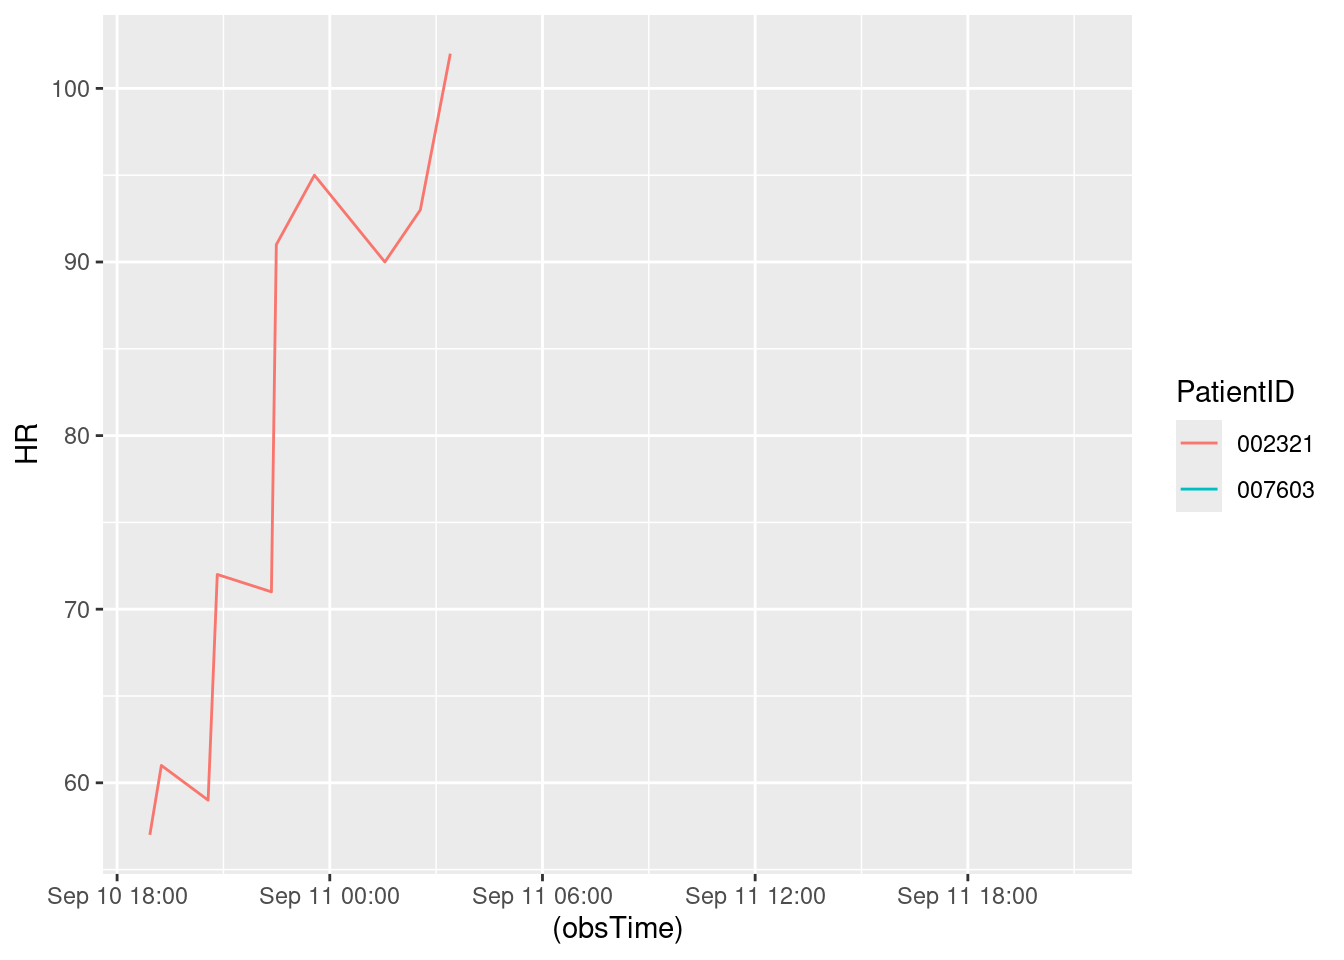 100
90
80
70
60
HR
Sep 10 18:00
Sep 11 00:00
Sep 11 06:00
Sep 11 12:00
Sep 11 18:00
(obsTime)
PatientID
002321
007603